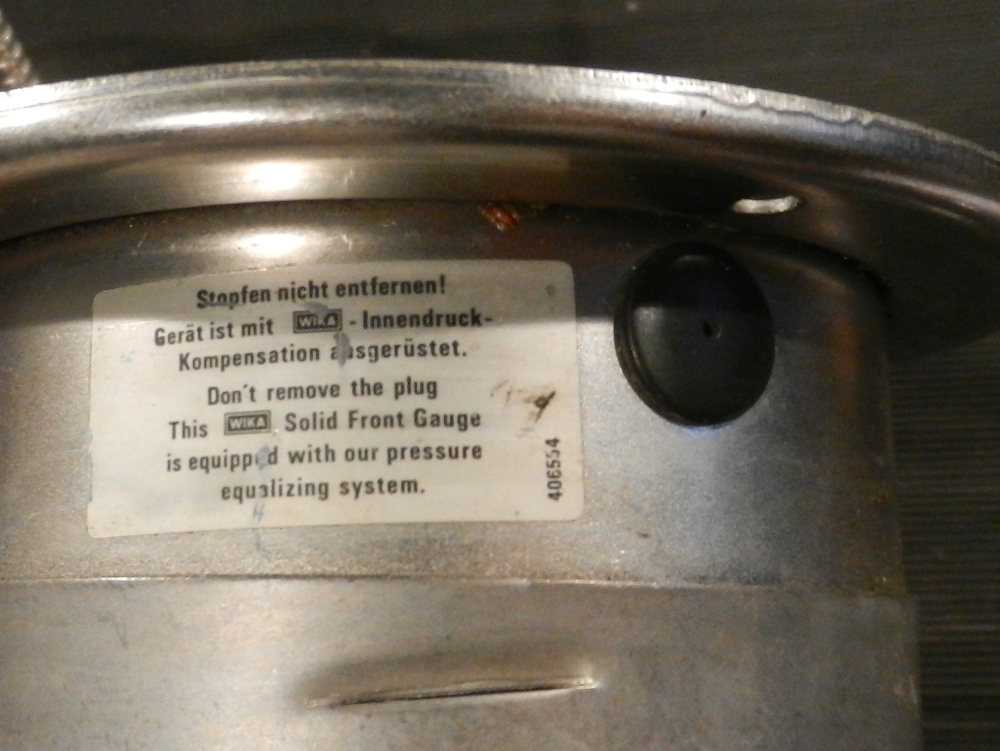 Stopfen nicht entfernen!
Gerät ist mit WIKA - Innendruck-
Kompensation ausgerüstet.
Don't remove the plug
This WIKA Solid Front Gauge
is equipped with our pressure
equalizing system.
406554